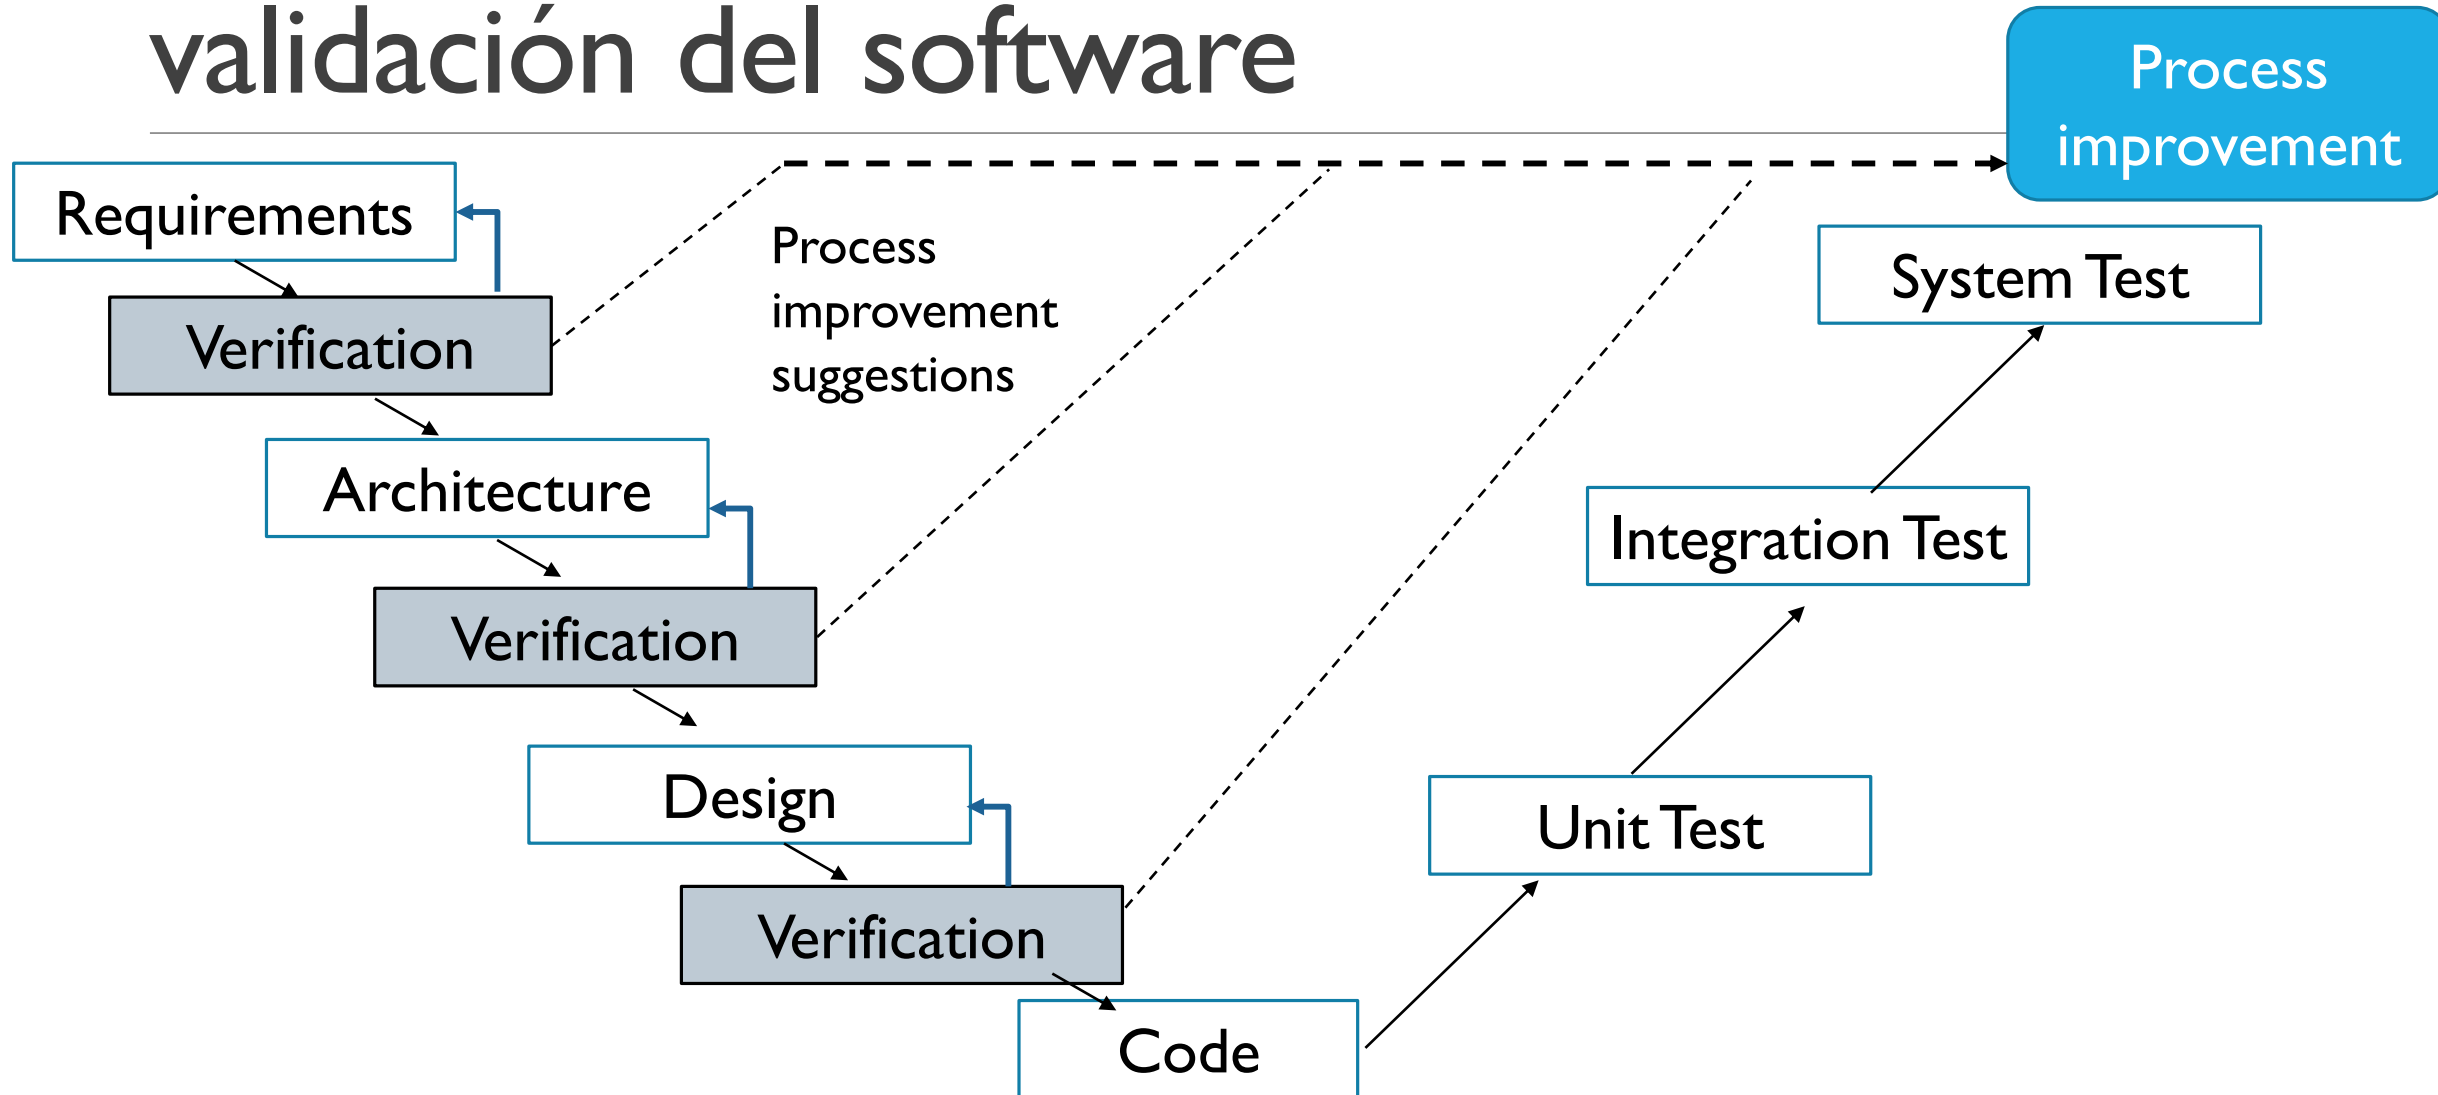 validación del software
Process
improvement
Requirements
Process
improvement
suggestions
System Test
Verification
Architecture
Integration Test
Verification
Design
Unit Test
Verification
Code